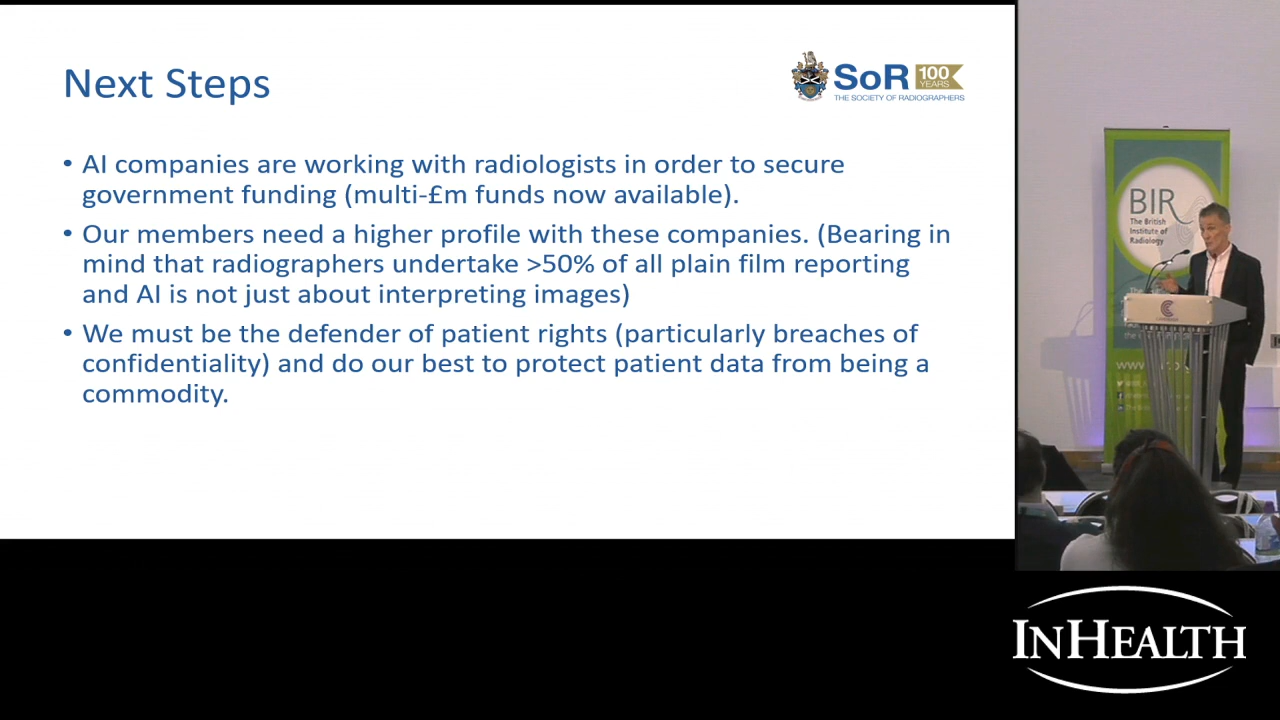 Next Steps
SoR 100 YEARS
THE SOCIETY OF RADIOGRAPHERS
• AI companies are working with radiologists in order to secure
government funding (multi-£m funds now available).
• Our members need a higher profile with these companies. (Bearing in
mind that radiographers undertake >50% of all plain film reporting
and AI is not just about interpreting images)
• We must be the defender of patient rights (particularly breaches of
confidentiality) and do our best to protect patient data from being a
commodity.
BIR
The British
Institute of
Radiology
INHEALTH